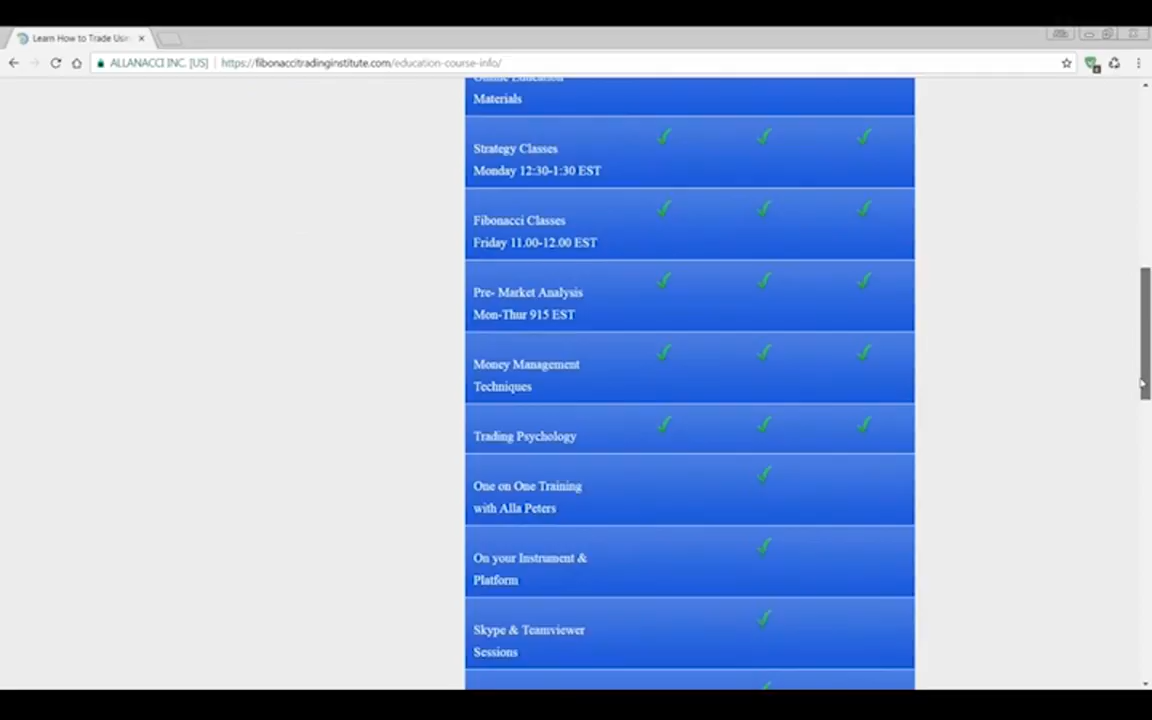 Learn How to Trade Usin
ALLANACCI INC. [US] https://fibonaccitradinginstitute.com/education-course-info/
Online Education
Materials
Strategy Classes
Monday 12:30-1:30 EST
Fibonacci Classes
Friday 11.00-12.00 EST
Pre- Market Analysis
Mon-Thur 915 EST
Money Management
Techniques
Trading Psychology
One on One Training
with Alla Peters
On your Instrument &
Platform
Skype & Teamviewer
Sessions